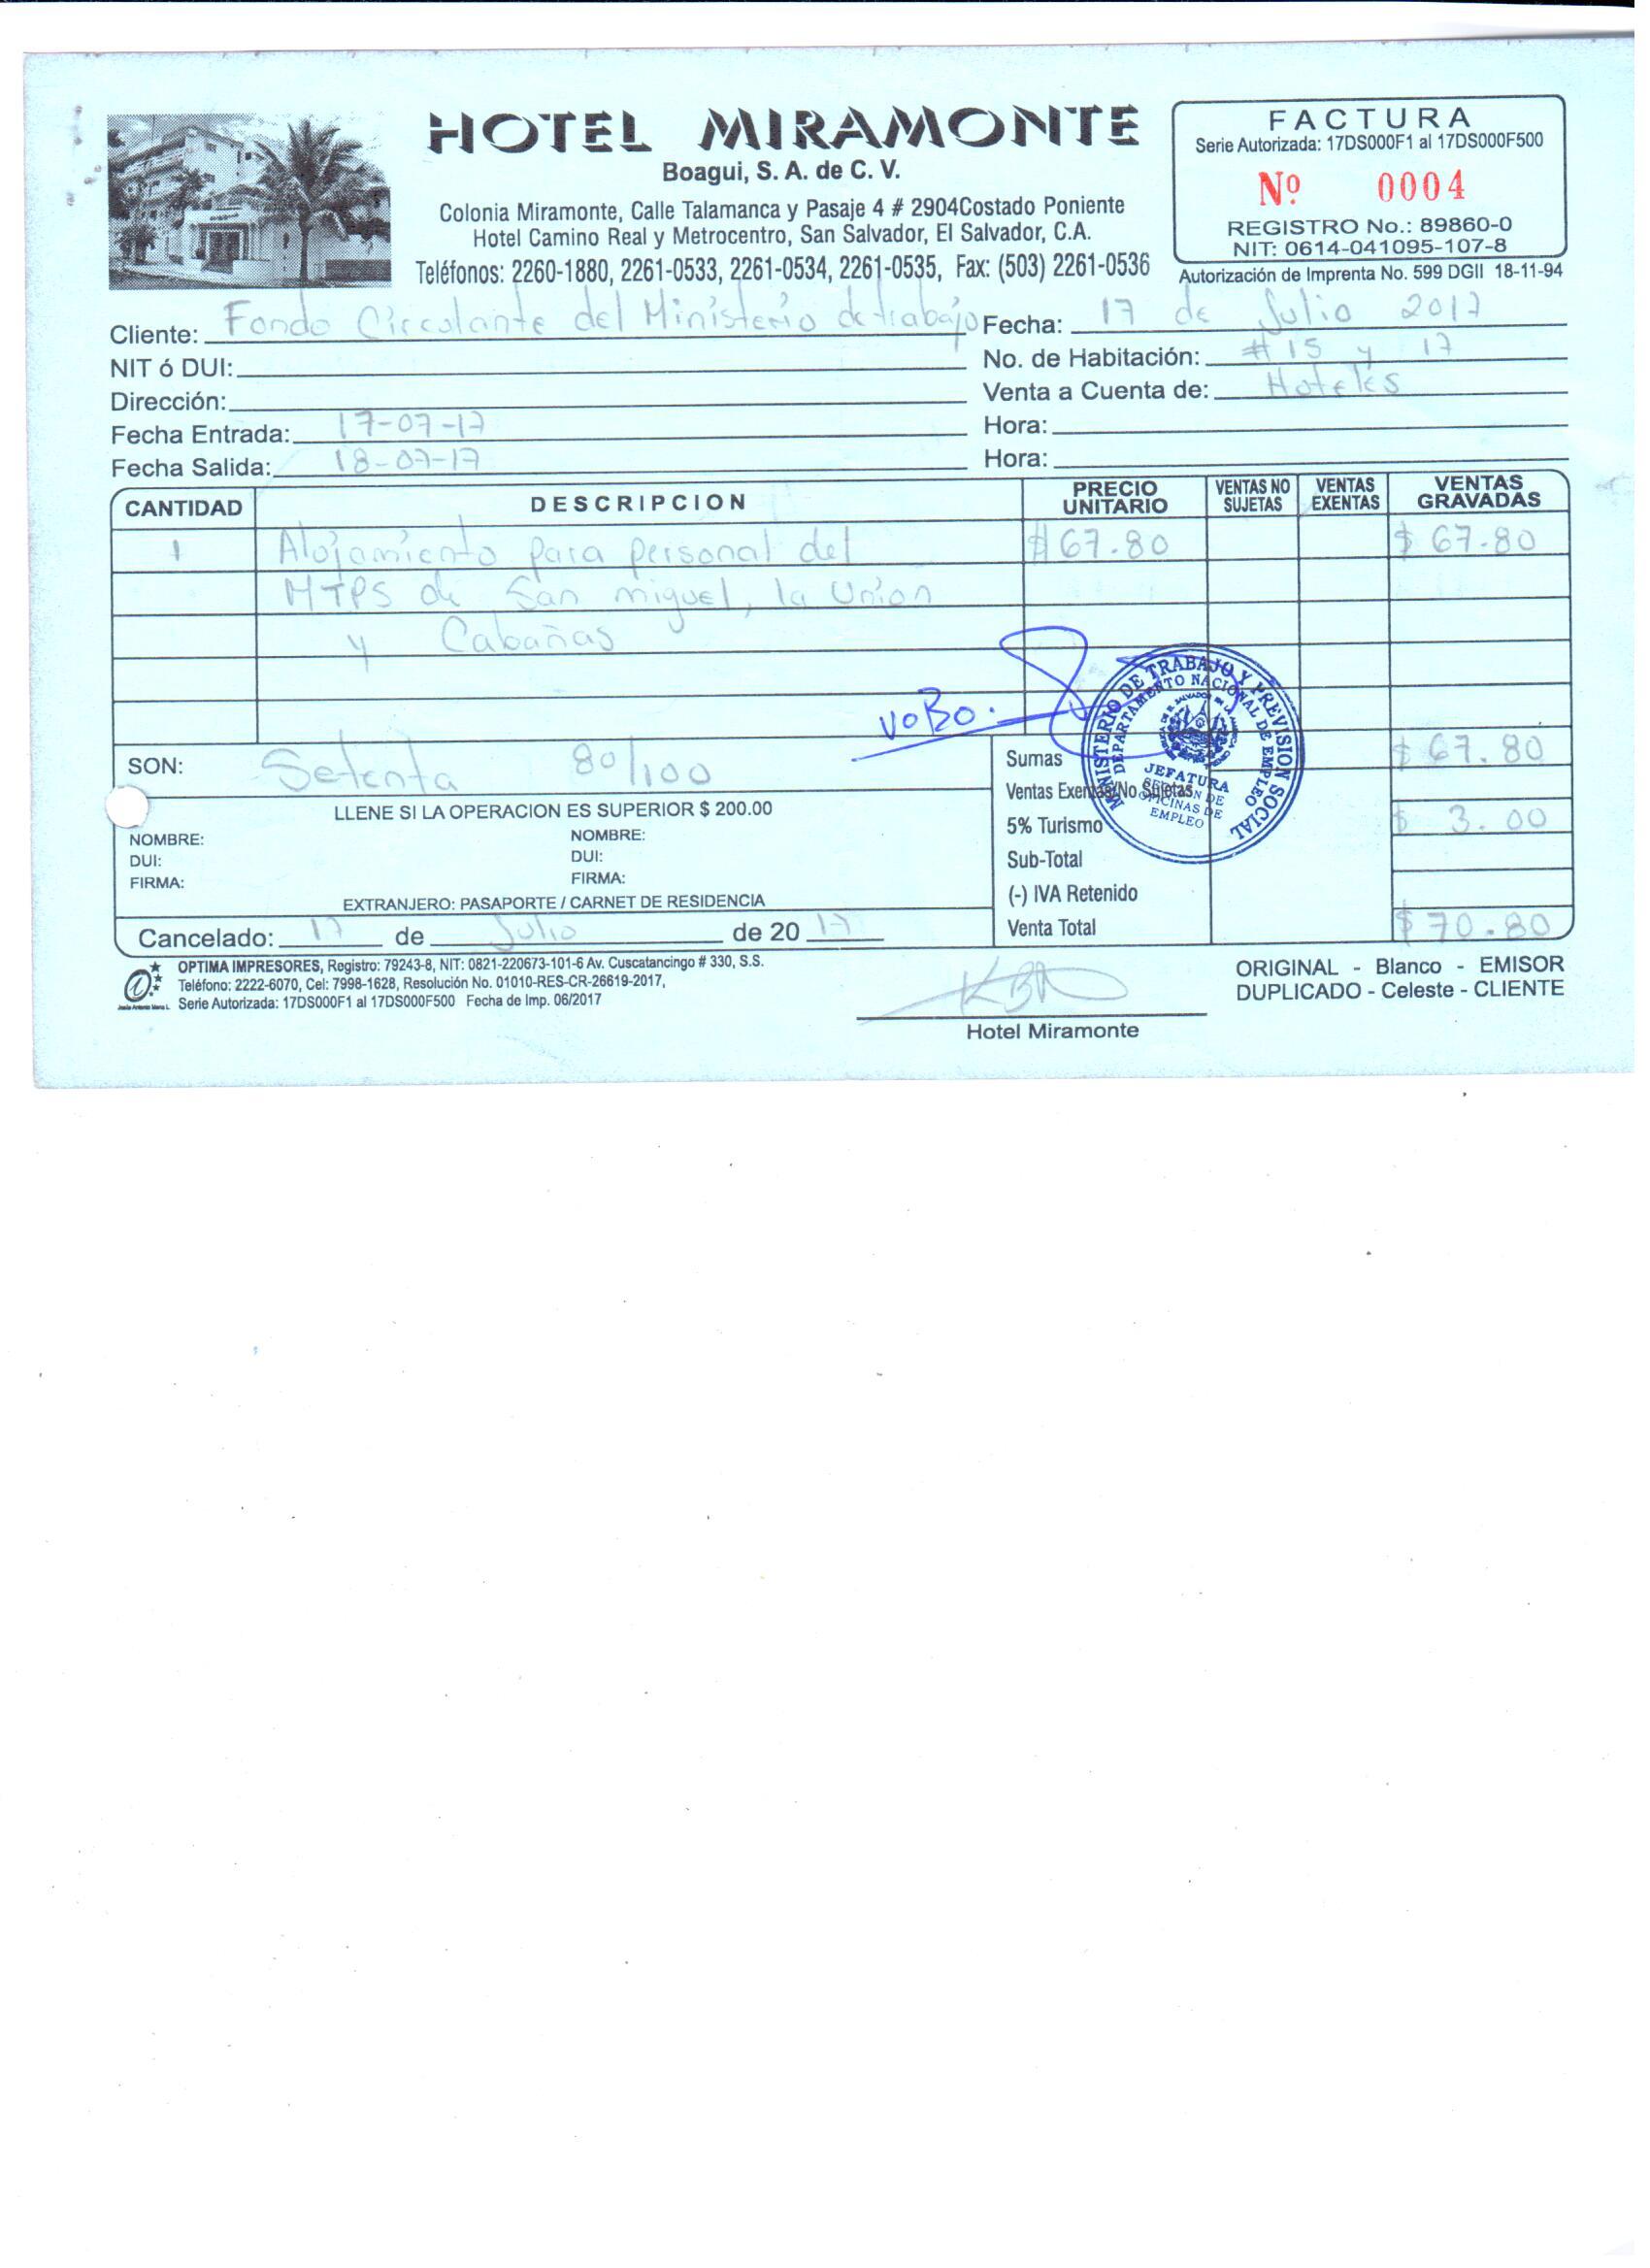 HOTEL MIRAMONTE
Boagui, S. A. de C. V.
Colonia Miramonte, Calle Talamanca y Pasaje 4 # 2904Costado Poniente
Hotel Camino Real y Metrocentro, San Salvador, El Salvador, C.A.
Teléfonos: 2260-1880, 2261-0533, 2261-0534, 2261-0535, Fax: (503) 2261-0536
FACTURA
Serie Autorizada: 17DS000F1 al 17DS000F500
Nº 0004
REGISTRO No.: 89860-0
NIT: 0614-041095-107-8
Autorización de Imprenta No. 599 DGII 18-11-94
Cliente: Fondo Circulante del Ministerio de trabajo Fecha: 17 de Julio 2017
NIT ó DUI: No. de Habitación: #15 y 17
Dirección: Venta a Cuenta de: Hoteles
Fecha Entrada: 17-07-17 Hora:
Fecha Salida: 18-07-17 Hora:
CANTIDAD DESCRIPCION PRECIO UNITARIO VENTAS NO SUJETAS VENTAS EXENTAS VENTAS GRAVADAS
1 Alojamiento para personal del $67.80 $67.80
MTPS de San miguel, la Union
y Cabañas
VoBo.
MINISTERIO DE TRABAJO Y PREVISION SOCIAL
DEPARTAMENTO NACIONAL DE EMPLEO
JEFATURA
SECCION DE
OFICINAS DE
EMPLEO
SON: Setenta 80/100 Sumas $67.80
LLENE SI LA OPERACION ES SUPERIOR $ 200.00 Ventas Exentas/No Sujetas
NOMBRE: NOMBRE: 5% Turismo $3.00
DUI: DUI: Sub-Total
FIRMA: FIRMA: (-) IVA Retenido
EXTRANJERO: PASAPORTE / CARNET DE RESIDENCIA
Cancelado: 17 de Julio de 2017 Venta Total $70.80
OPTIMA IMPRESORES, Registro: 79243-8, NIT: 0821-220673-101-6 Av. Cuscatancingo # 330, S.S.
Teléfono: 2222-6070, Cel: 7998-1628, Resolución No. 01010-RES-CR-26619-2017,
Serie Autorizada: 17DS000F1 al 17DS000F500 Fecha de Imp. 06/2017
ORIGINAL - Blanco - EMISOR
DUPLICADO - Celeste - CLIENTE
Hotel Miramonte